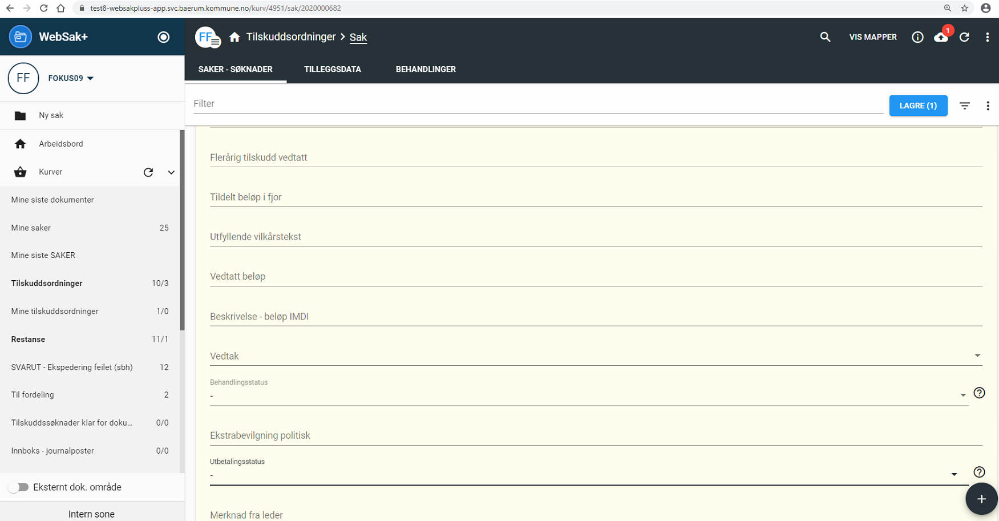 test8-websakpluss-app.svc.baerum.kommune.no/kurv/4951/sak/2020000682
WebSak+
FF
Tilskuddsordninger > Sak
VIS MAPPER
1
FF
FOKUS09
SAKER - SØKNADER
TILLEGGSDATA
BEHANDLINGER
Filter
LAGRE (1)
Ny sak
Arbeidsbord
Kurver
Mine siste dokumenter
Mine saker 25
Mine siste SAKER
Tilskuddsordninger 10/3
Mine tilskuddsordninger 1/0
Restanse 11/1
SVARUT - Ekspedering feilet (sbh) 12
Til fordeling 2
Tilskuddssøknader klar for doku... 0/0
Innboks - journalposter 0/0
Eksternt dok. område
Intern sone
Flerårig tilskudd vedtatt
Tildelt beløp i fjor
Utfyllende vilkårstekst
Vedtatt beløp
Beskrivelse - beløp IMDI
Vedtak
Behandlingsstatus
-
Ekstrabevilgning politisk
Utbetalingsstatus
-
Merknad fra leder